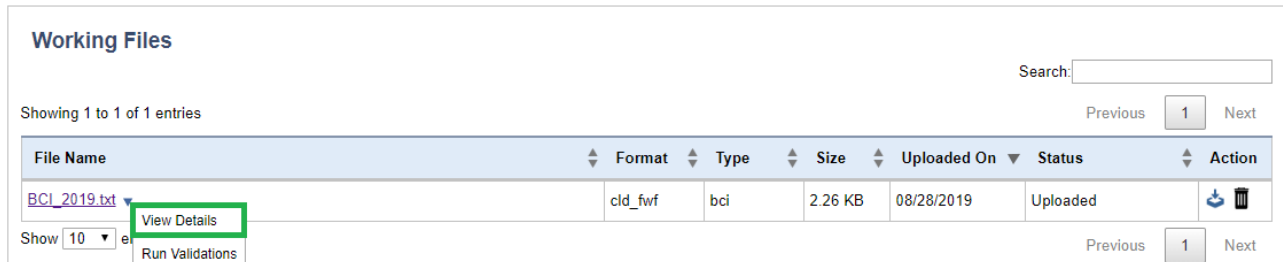 Working Files
Search:
Showing 1 to 1 of 1 entries
Previous 1 Next
File Name Format Type Size Uploaded On Status Action
BCI_2019.txt cld_fwf bci 2.26 KB 08/28/2019 Uploaded
View Details
Show 10 e
Run Validations
Previous 1 Next